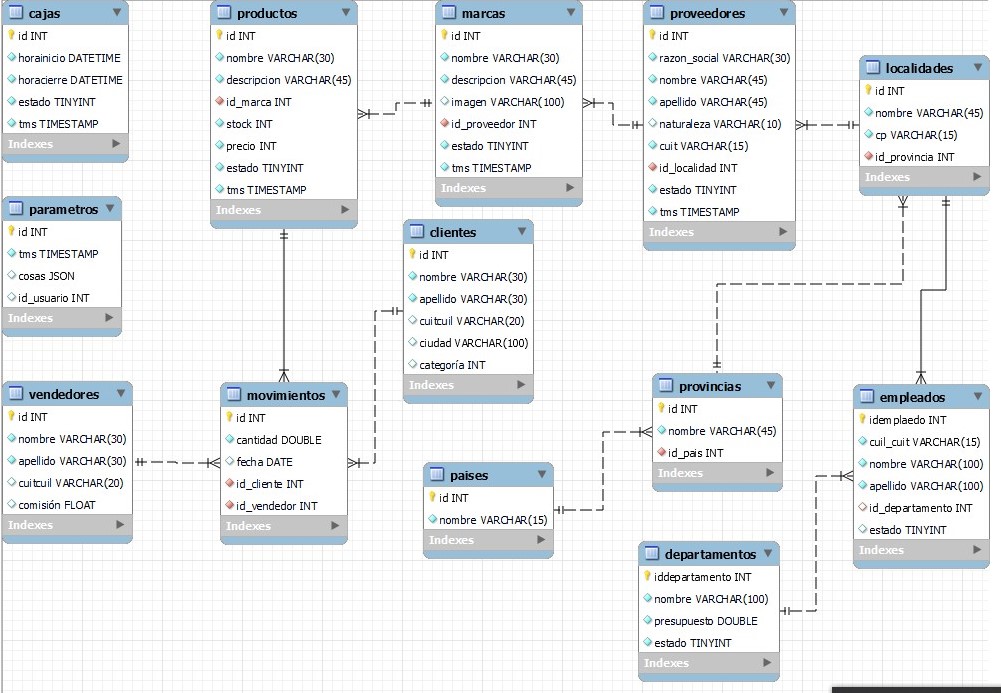 cajas
id INT
horainicio DATETIME
horacierre DATETIME
estado TINYINT
tms TIMESTAMP
Indexes
productos
id INT
nombre VARCHAR(30)
descripcion VARCHAR(45)
id_marca INT
stock INT
precio INT
estado TINYINT
tms TIMESTAMP
Indexes
marcas
id INT
nombre VARCHAR(30)
descripcion VARCHAR(45)
imagen VARCHAR(100)
id_proveedor INT
estado TINYINT
tms TIMESTAMP
Indexes
proveedores
id INT
razon_social VARCHAR(30)
nombre VARCHAR(45)
apellido VARCHAR(45)
naturaleza VARCHAR(10)
cuit VARCHAR(15)
id_localidad INT
estado TINYINT
tms TIMESTAMP
Indexes
localidades
id INT
nombre VARCHAR(45)
cp VARCHAR(15)
id_provincia INT
Indexes
parametros
id INT
tms TIMESTAMP
cosas JSON
id_usuario INT
Indexes
clientes
id INT
nombre VARCHAR(30)
apellido VARCHAR(30)
cuitcuil VARCHAR(20)
ciudad VARCHAR(100)
categoría INT
Indexes
vendedores
id INT
nombre VARCHAR(30)
apellido VARCHAR(30)
cuitcuil VARCHAR(20)
comisión FLOAT
Indexes
movimientos
id INT
cantidad DOUBLE
fecha DATE
id_cliente INT
id_vendedor INT
Indexes
paises
id INT
nombre VARCHAR(15)
Indexes
provincias
id INT
nombre VARCHAR(45)
id_pais INT
Indexes
empleados
idemplaedo INT
cuil_cuit VARCHAR(15)
nombre VARCHAR(100)
apellido VARCHAR(100)
id_departamento INT
estado TINYINT
Indexes
departamentos
iddepartamento INT
nombre VARCHAR(100)
presupuesto DOUBLE
estado TINYINT
Indexes